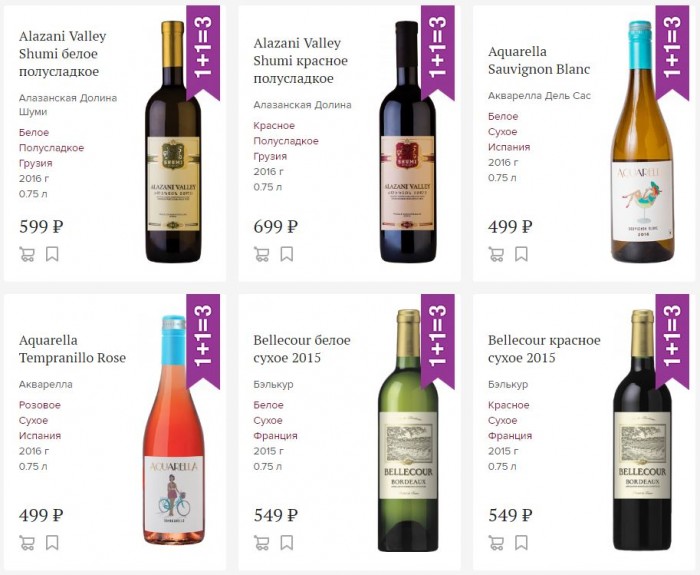 Alazani Valley
Shumi белое
полусладкое
Алазанская Долина
Шуми
Белое
Полусладкое
Грузия
2016 г
0.75 л
599 ₽
1+1=3
SHUMI
ALAZANI VALLEY
Alazani Valley
Shumi красное
полусладкое
Алазанская Долина
Красное
Полусладкое
Грузия
2016 г
0.75 л
699 ₽
1+1=3
SHUMI
ALAZANI VALLEY
Aquarella
Sauvignon Blanc
Акварелла Дель Сас
Белое
Сухое
Испания
2016 г
0.75 л
499 ₽
1+1=3
AQUARELL
2016
Aquarella
Tempranillo Rose
Акварелла
Розовое
Сухое
Испания
2016 г
0.75 л
499 ₽
1+1=3
AQUARELLA
Bellecour белое
сухое 2015
Бэлькур
Белое
Сухое
Франция
2015 г
0.75 л
549 ₽
1+1=3
BELLECOUR
BORDEAUX
Bellecour красное
сухое 2015
Бэлькур
Красное
Сухое
Франция
2015 г
0.75 л
549 ₽
1+1=3
BELLECOUR
BORDEAUX